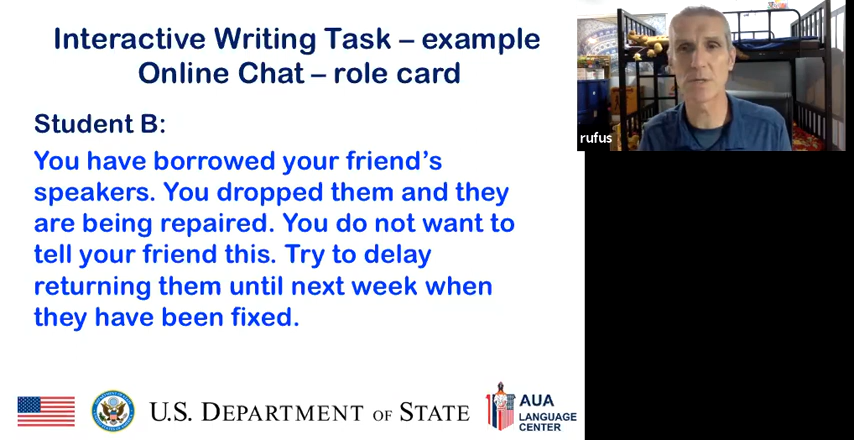 Interactive Writing Task – example
Online Chat – role card
Student B:
You have borrowed your friend's
speakers. You dropped them and they
are being repaired. You do not want to
tell your friend this. Try to delay
returning them until next week when
they have been fixed.
rufus
U.S. DEPARTMENT OF STATE
AUA
LANGUAGE
CENTER